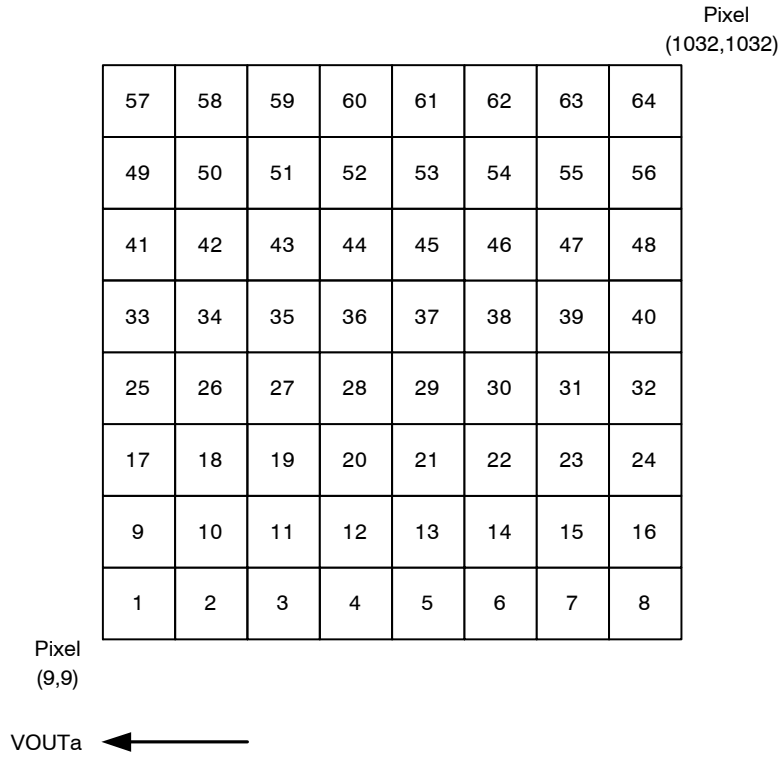 Pixel
(1032,1032)
57 58 59 60 61 62 63 64
49 50 51 52 53 54 55 56
41 42 43 44 45 46 47 48
33 34 35 36 37 38 39 40
25 26 27 28 29 30 31 32
17 18 19 20 21 22 23 24
9 10 11 12 13 14 15 16
1 2 3 4 5 6 7 8
Pixel
(9,9)
VOUTa